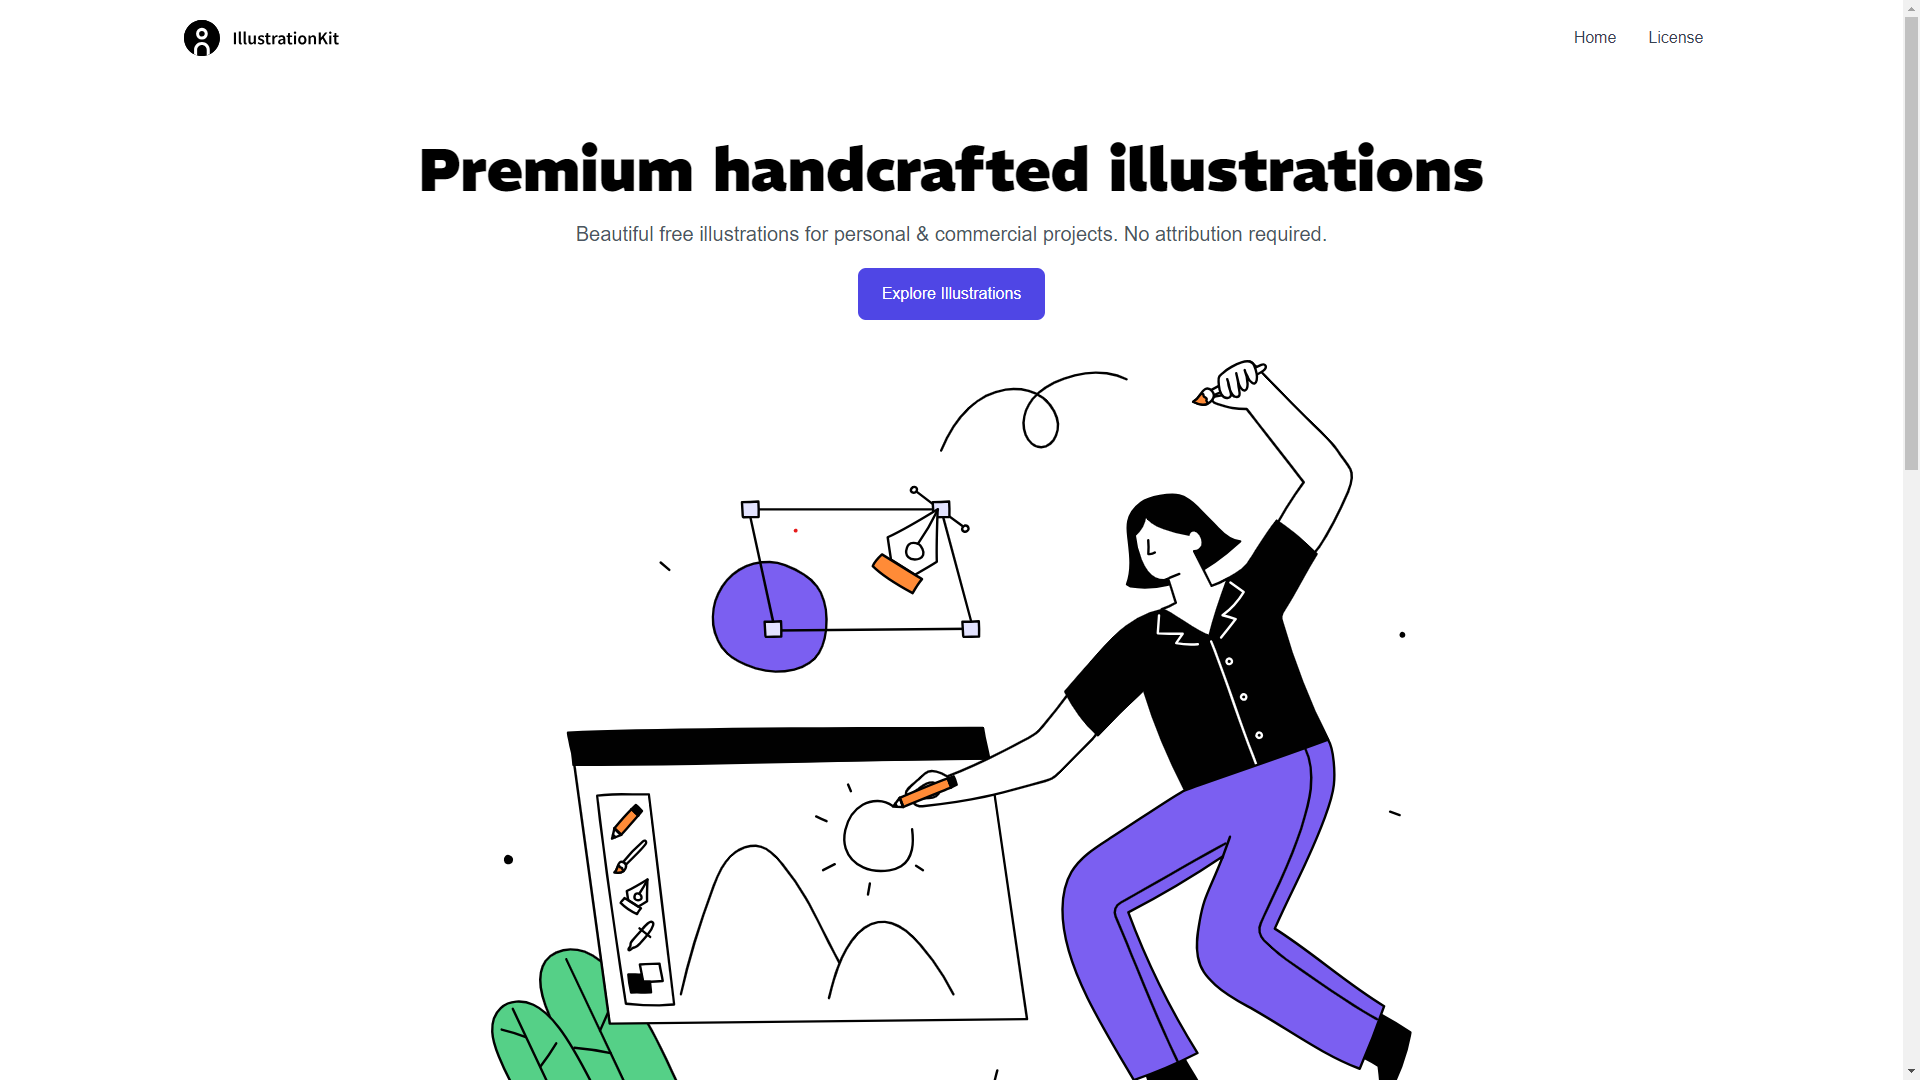 IllustrationKit
Home
License
Premium handcrafted illustrations
Beautiful free illustrations for personal & commercial projects. No attribution required.
Explore Illustrations